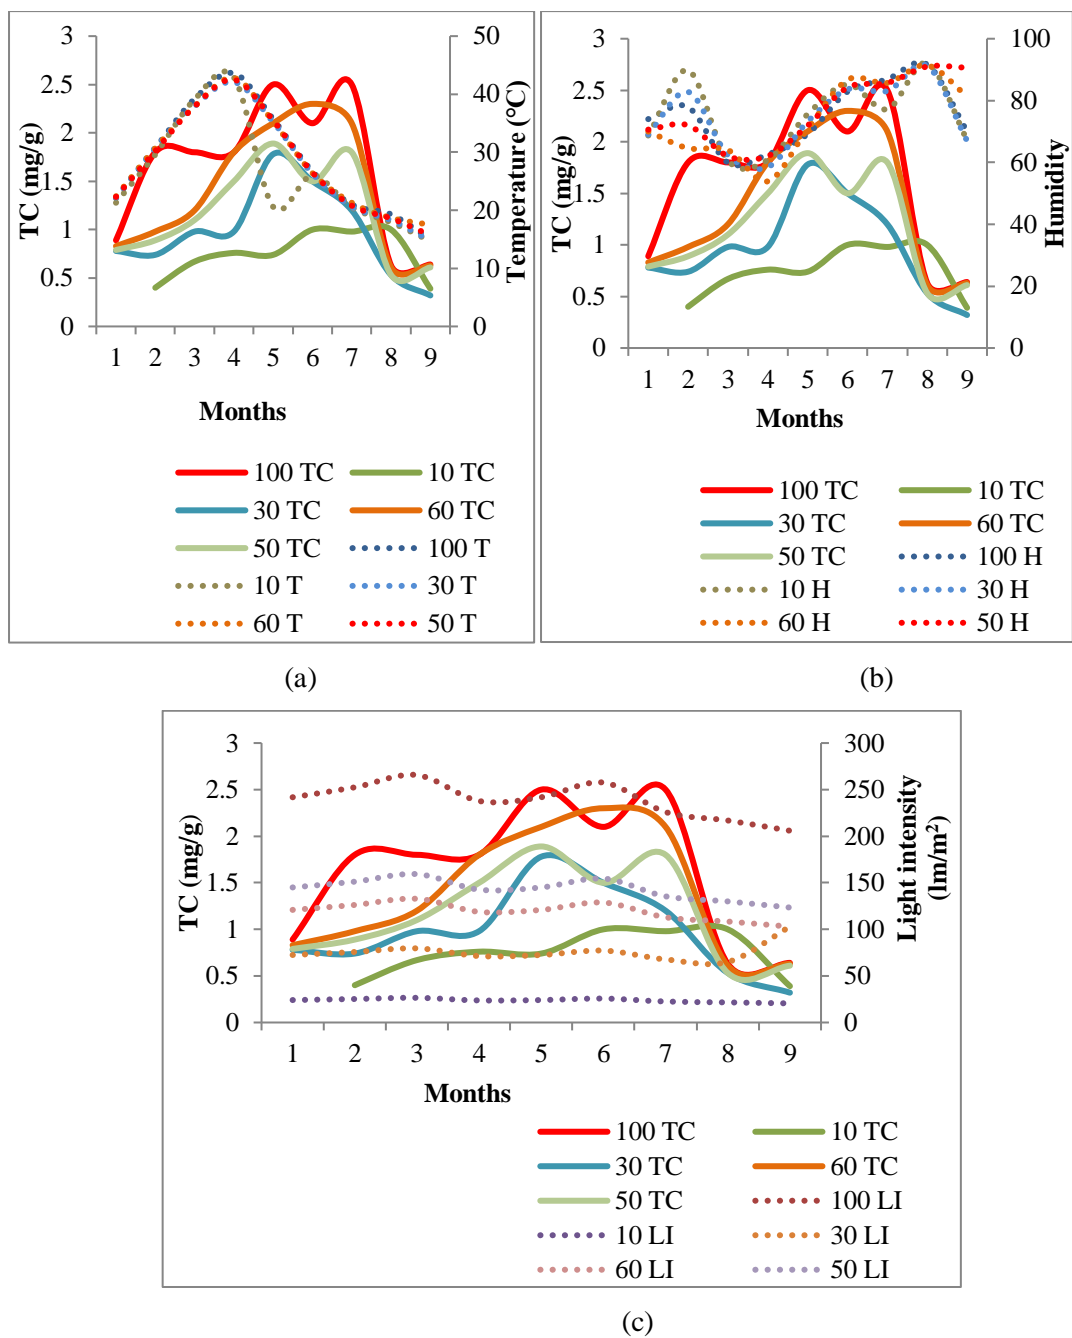 3
2.5
2
1.5
1
0.5
0
TC (mg/g)
50
40
30
20
10
0
Temperature (°C)
1 2 3 4 5 6 7 8 9
Months
100 TC 10 TC
30 TC 60 TC
50 TC 100 T
10 T 30 T
60 T 50 T
(a)
3
2.5
2
1.5
1
0.5
0
TC (mg/g)
100
80
60
40
20
0
Humidity
1 2 3 4 5 6 7 8 9
Months
100 TC 10 TC
30 TC 60 TC
50 TC 100 H
10 H 30 H
60 H 50 H
(b)
3
2.5
2
1.5
1
0.5
0
TC (mg/g)
300
250
200
150
100
50
0
Light intensity
(lm/m²)
1 2 3 4 5 6 7 8 9
Months
100 TC 10 TC
30 TC 60 TC
50 TC 100 LI
10 LI 30 LI
60 LI 50 LI
(c)